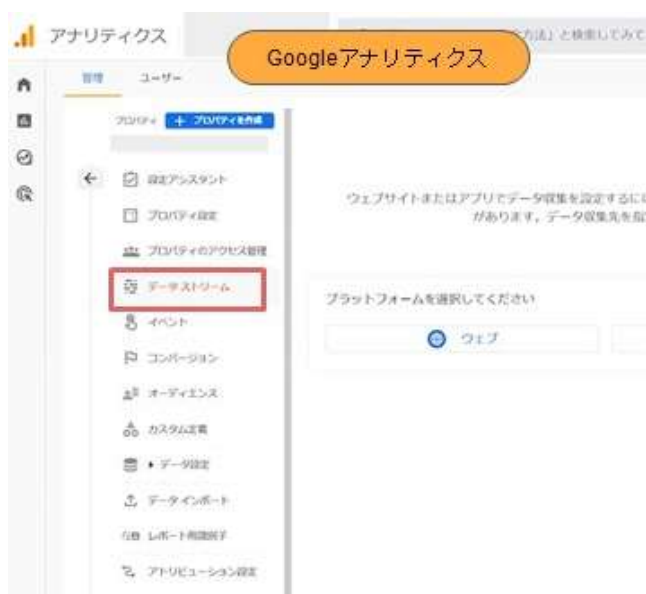 アナリティクス
」と検索してみて
Googleアナリティクス
管理 ユーザー
プロパティ + プロパティを作成
設定アシスタント
プロパティ設定
プロパティのアクセス管理
データストリーム
イベント
コンバージョン
オーディエンス
カスタム定義
データ設定
データインポート
レポート用識別子
アトリビューション設定
ウェブサイトまたはアプリでデータ収集を設定するに
があります。データ収集先を指
プラットフォームを選択してください
ウェブ